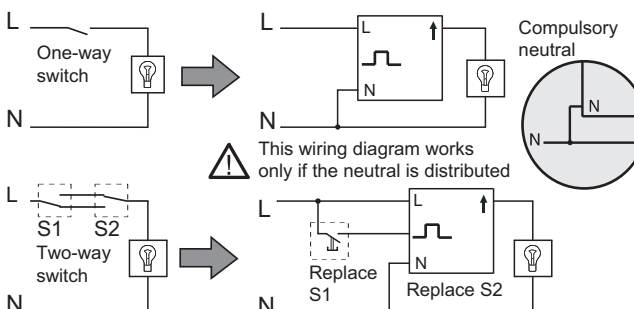 L
One-way
switch
N
L
N
N
Compulsory
neutral
N
N
This wiring diagram works
only if the neutral is distributed
L
S1 S2
Two-way
switch
N
L
L
N
Replace
S1
Replace S2
N